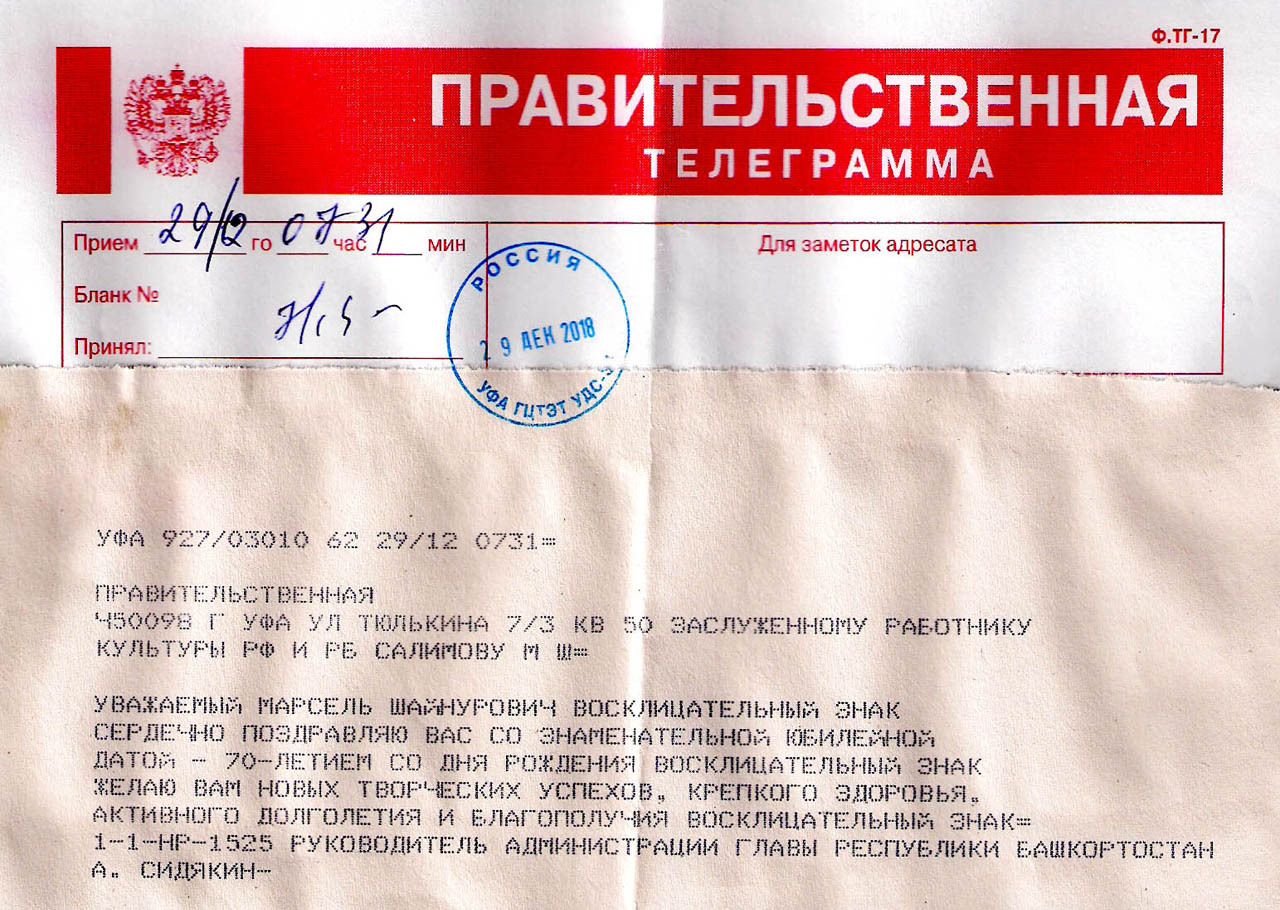 Ф.ТГ-17
ПРАВИТЕЛЬСТВЕННАЯ
ТЕЛЕГРАММА
Прием 29/12 го 07 час 31 мин
Для заметок адресата
Бланк №
Принял:
РОССИЯ
29 ДЕК 2018
УФА ГЦТЭТ УДС-
УФА 927/03010 62 29/12 0731=
ПРАВИТЕЛЬСТВЕННАЯ
Ч50098 Г УФА УЛ ТЮЛЬКИНА 7/3 КВ 50 ЗАСЛУЖЕННОМУ РАБОТНИКУ
КУЛЬТУРЫ РФ И РБ САЛИМОВУ М Ш=
УВАЖАЕМЫЙ МАРСЕЛЬ ШАЙНУРОВИЧ ВОСКЛИЦАТЕЛЬНЫЙ ЗНАК
СЕРДЕЧНО ПОЗДРАВЛЯЮ ВАС СО ЗНАМЕНАТЕЛЬНОЙ ЮБИЛЕЙНОЙ
ДАТОЙ - 70-ЛЕТИЕМ СО ДНЯ РОЖДЕНИЯ ВОСКЛИЦАТЕЛЬНЫЙ ЗНАК
ЖЕЛАЮ ВАМ НОВЫХ ТВОРЧЕСКИХ УСПЕХОВ, КРЕПКОГО ЗДОРОВЬЯ,
АКТИВНОГО ДОЛГОЛЕТИЯ И БЛАГОПОЛУЧИЯ ВОСКЛИЦАТЕЛЬНЫЙ ЗНАК=
1-1-НР-1525 РУКОВОДИТЕЛЬ АДМИНИСТРАЦИИ ГЛАВЫ РЕСПУБЛИКИ БАШКОРТОСТАН
А. СИДЯКИН-